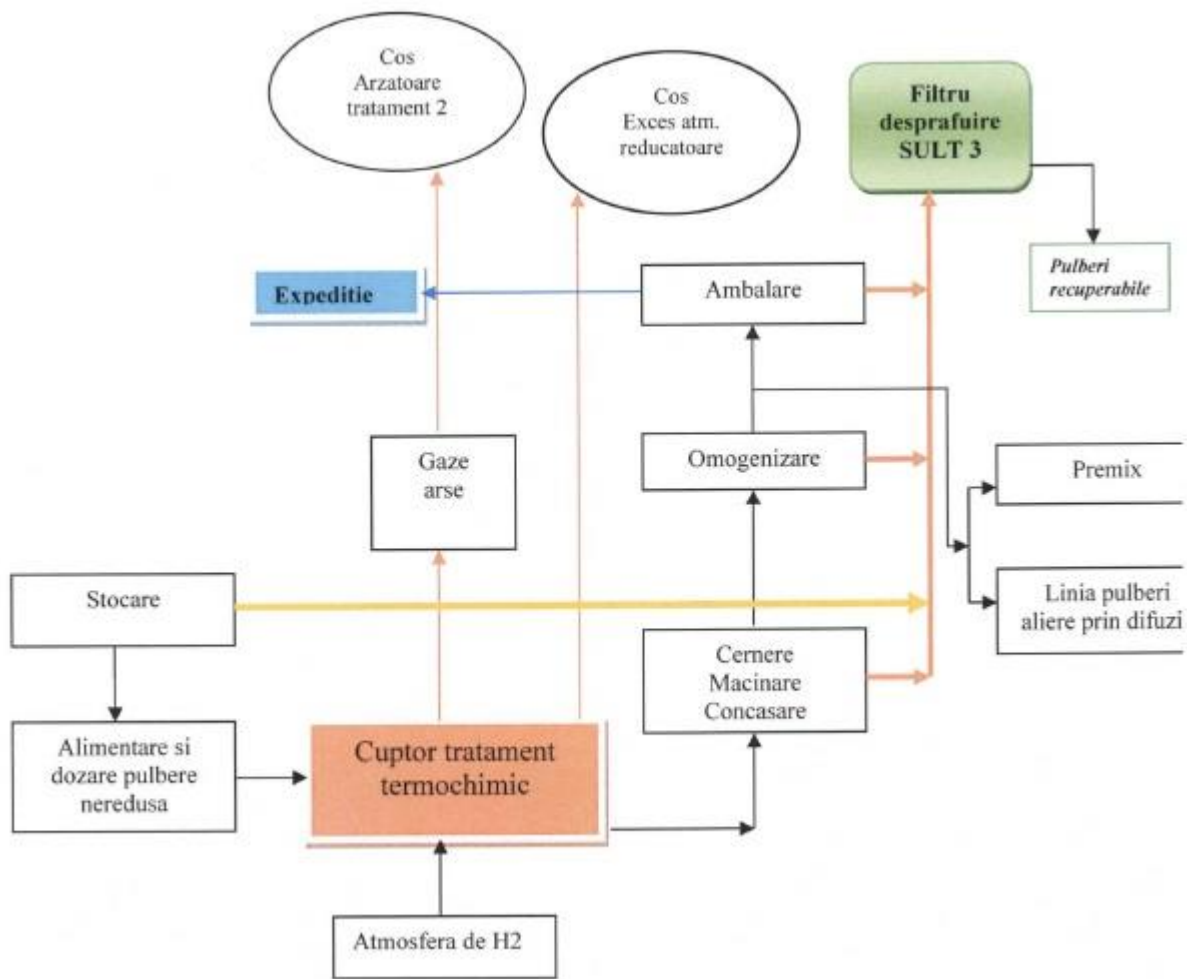 Cos
Arzatoare
tratament 2
Cos
Exces atm.
reducatoare
Filtru
desprafuire
SULT 3
Pulberi
recuperabile
Expeditie
Ambalare
Gaze
arse
Omogenizare
Premix
Stocare
Linia pulberi
aliere prin difuzi
Cernere
Macinare
Concasare
Alimentare si
dozare pulbere
neredusa
Cuptor tratament
termochimic
Atmosfera de H2